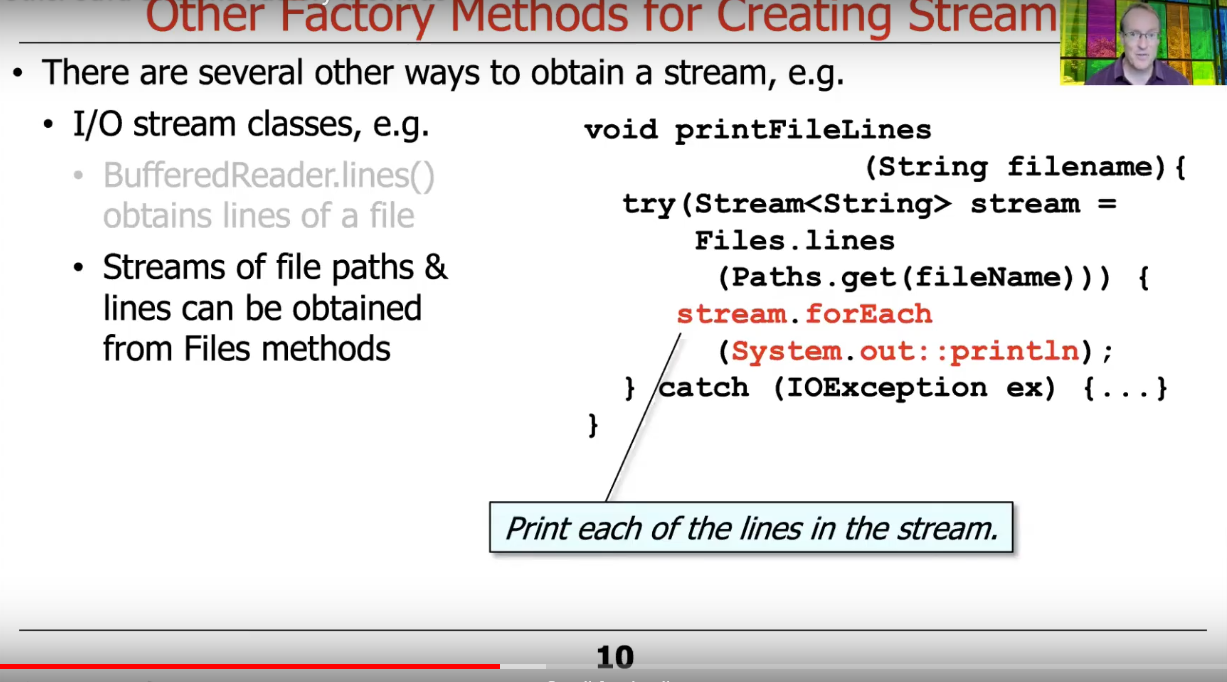 Other Factory Methods for Creating Stream
• There are several other ways to obtain a stream, e.g.
• I/O stream classes, e.g.
• BufferedReader.lines()
obtains lines of a file
• Streams of file paths &
lines can be obtained
from Files methods
void printFileLines
(String filename){
try(Stream<String> stream =
Files.lines
(Paths.get(fileName))) {
stream.forEach
(System.out::println);
} catch (IOException ex) {...}
}
Print each of the lines in the stream.
10